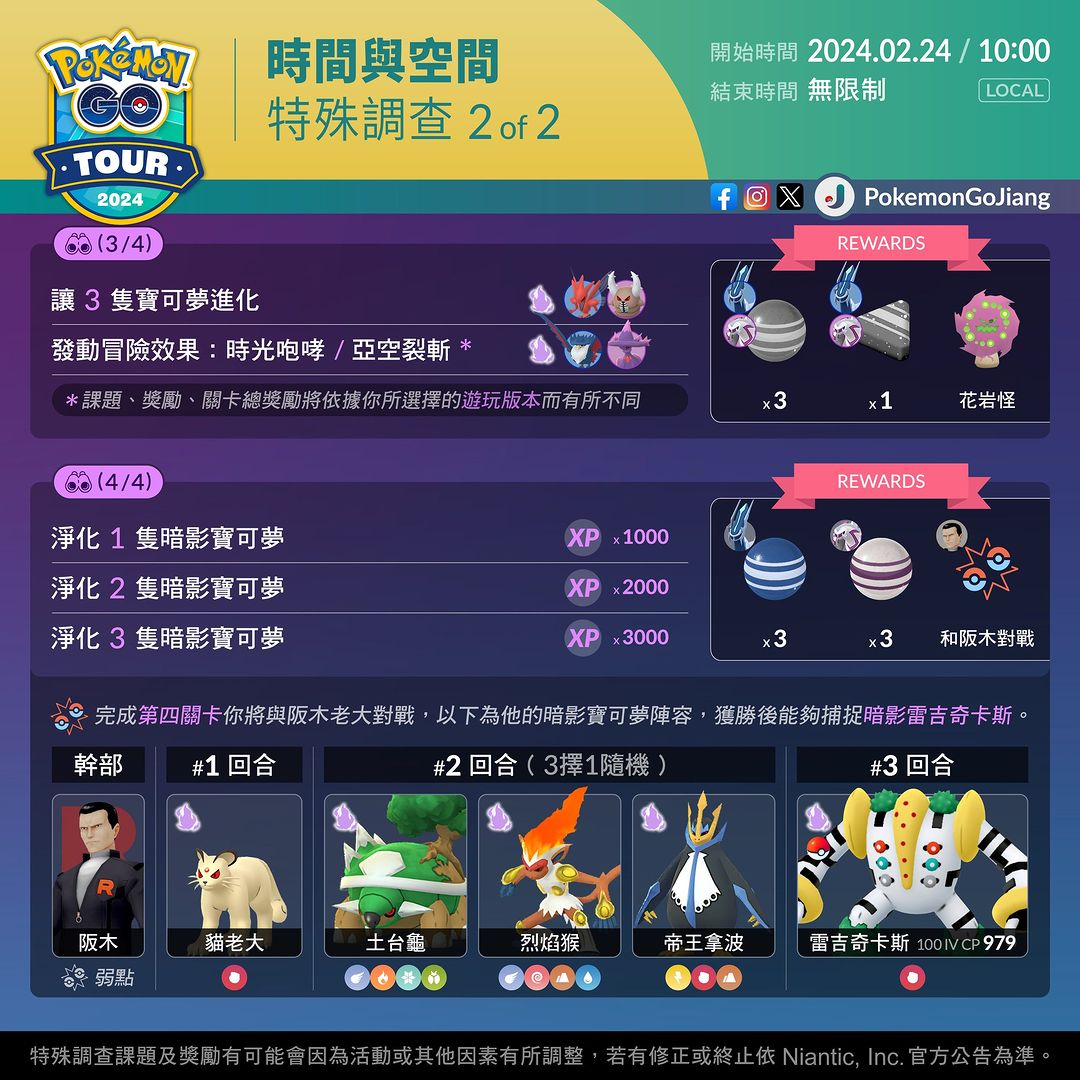 POKÉMON
GO
TOUR
2024
時間與空間
特殊調查 2 of 2
開始時間 2024.02.24 / 10:00
結束時間 無限制 LOCAL
PokemonGoJiang
(3/4)
REWARDS
讓 3 隻寶可夢進化
發動冒險效果：時光咆哮 / 亞空裂斬 *
*課題、獎勵、關卡總獎勵將依據你所選擇的遊玩版本而有所不同
x3 x1 花岩怪
(4/4)
REWARDS
淨化 1 隻暗影寶可夢 XP x1000
淨化 2 隻暗影寶可夢 XP x2000
淨化 3 隻暗影寶可夢 XP x3000
x3 x3 和阪木對戰
完成第四關卡你將與阪木老大對戰，以下為他的暗影寶可夢陣容，獲勝後能夠捕捉暗影雷吉奇卡斯。
幹部 #1 回合 #2 回合（3擇1隨機） #3 回合
R
阪木 貓老大 土台龜 烈焰猴 帝王拿波 雷吉奇卡斯 100 IV CP 979
弱點
特殊調查課題及獎勵有可能會因為活動或其他因素有所調整，若有修正或終止依 Niantic, Inc. 官方公告為準。